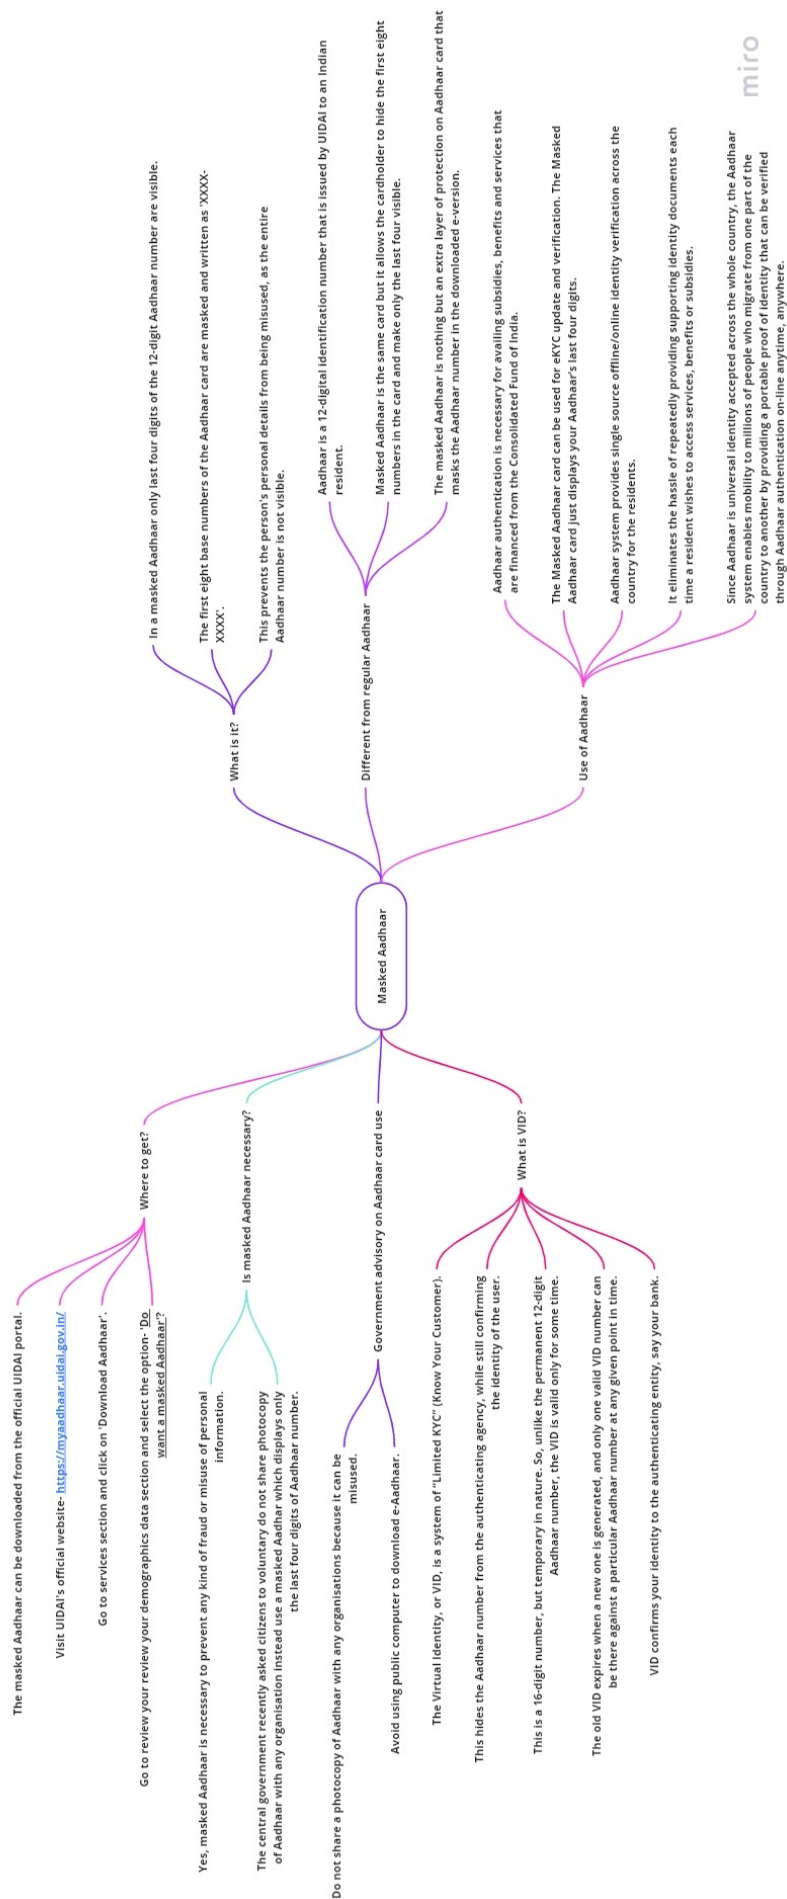 Masked Aadhaar
What is it?
In a masked Aadhaar only last four digits of the 12-digit Aadhaar number are visible.
The first eight base numbers of the Aadhaar card are masked and written as 'XXXX-
XXXX'.
This prevents the person's personal details from being misused, as the entire
Aadhaar number is not visible.
Different from regular Aadhaar
Aadhaar is a 12-digital identification number that is issued by UIDAI to an Indian
resident.
Masked Aadhaar is the same card but it allows the cardholder to hide the first eight
numbers in the card and make only the last four visible.
The masked Aadhaar is nothing but an extra layer of protection on Aadhaar card that
masks the Aadhaar number in the downloaded e-version.
Use of Aadhaar
Aadhaar authentication is necessary for availing subsidies, benefits and services that
are financed from the Consolidated Fund of India.
The Masked Aadhaar card can be used for eKYC update and verification. The Masked
Aadhaar card just displays your Aadhaar's last four digits.
Aadhaar system provides single source offline/online identity verification across the
country for the residents.
It eliminates the hassle of repeatedly providing supporting identity documents each
time a resident wishes to access services, benefits or subsidies.
Since Aadhaar is universal identity accepted across the whole country, the Aadhaar
system enables mobility to millions of people who migrate from one part of the
country to another by providing a portable proof of identity that can be verified
through Aadhaar authentication on-line anytime, anywhere.
Where to get?
The masked Aadhaar can be downloaded from the official UIDAI portal.
Visit UIDAI's official website- https://myaadhaar.uidai.gov.in/
Go to services section and click on 'Download Aadhaar'.
Go to review your review your demographics data section and select the option- 'Do
want a masked Aadhaar'?
Is masked Aadhaar necessary?
Yes, masked Aadhaar is necessary to prevent any kind of fraud or misuse of personal
information.
The central government recently asked citizens to voluntary do not share photocopy
of Aadhaar with any organisation instead use a masked Aadhar which displays only
the last four digits of Aadhaar number.
Government advisory on Aadhaar card use
Do not share a photocopy of Aadhaar with any organisations because it can be
misused.
Avoid using public computer to download e-Aadhaar.
What is VID?
The Virtual Identity, or VID, is a system of "Limited KYC" (Know Your Customer).
This hides the Aadhaar number from the authenticating agency, while still confirming
the identity of the user.
This is a 16-digit number, but temporary in nature. So, unlike the permanent 12-digit
Aadhaar number, the VID is valid only for some time.
The old VID expires when a new one is generated, and only one valid VID number can
be there against a particular Aadhaar number at any given point in time.
VID confirms your identity to the authenticating entity, say your bank.
miro